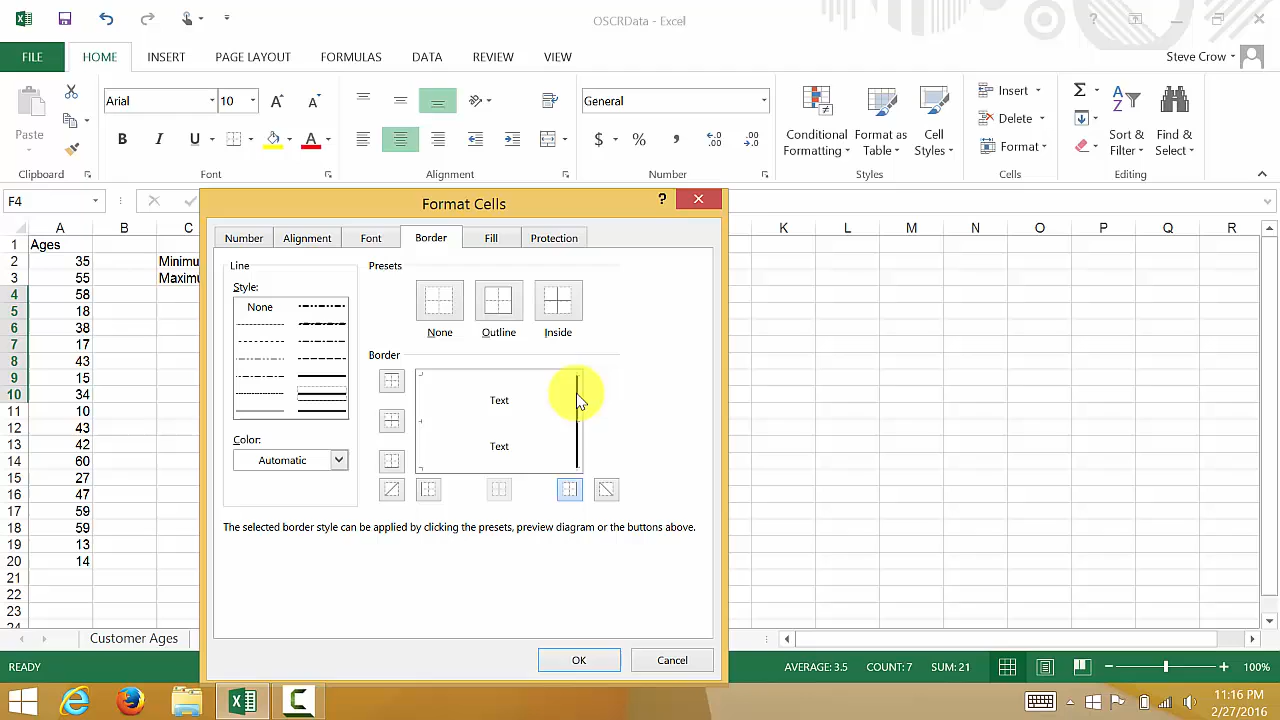 OSCRData - Excel
?
FILE HOME INSERT PAGE LAYOUT FORMULAS DATA REVIEW VIEW
Steve Crow
Paste
Arial 10
B I U A
General
$ % ,
Conditional Formatting
Format as Table
Cell Styles
Insert
Delete
Format
Sort & Filter
Find & Select
Clipboard Font Alignment Number Styles Cells Editing
F4
A B C K L M N O P Q R
1 Ages
2 35 Minimu
3 55 Maximu
4 58
5 18
6 38
7 17
8 43
9 15
10 34
11 10
12 43
13 42
14 60
15 27
16 47
17 59
18 59
19 13
20 14
21
22
23
24
Format Cells
?
Number Alignment Font Border Fill Protection
Line
Style:
None
Color:
Automatic
Presets
None Outline Inside
Border
Text
Text
The selected border style can be applied by clicking the presets, preview diagram or the buttons above.
OK Cancel
Customer Ages
READY AVERAGE: 3.5 COUNT: 7 SUM: 21 100%
11:16 PM
2/27/2016